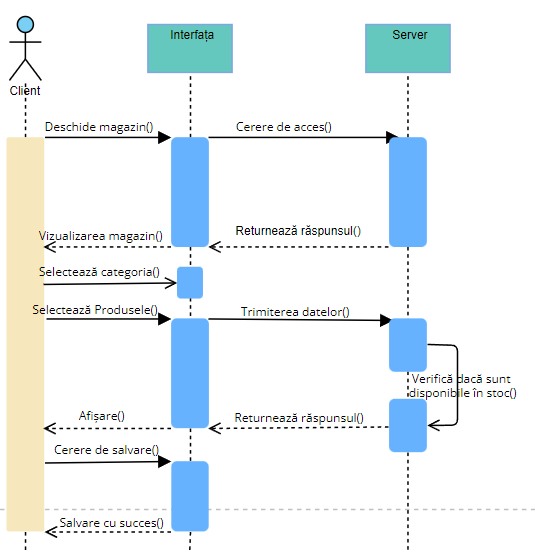 Interfața
Server
Client
Deschide magazin()
Cerere de acces()
Vizualizarea magazin()
Returnează răspunsul()
Selectează categoria()
Selectează Produsele()
Trimiterea datelor()
Verifică dacă sunt
disponibile în stoc()
Afișare()
Returnează răspunsul()
Cerere de salvare()
Salvare cu succes()